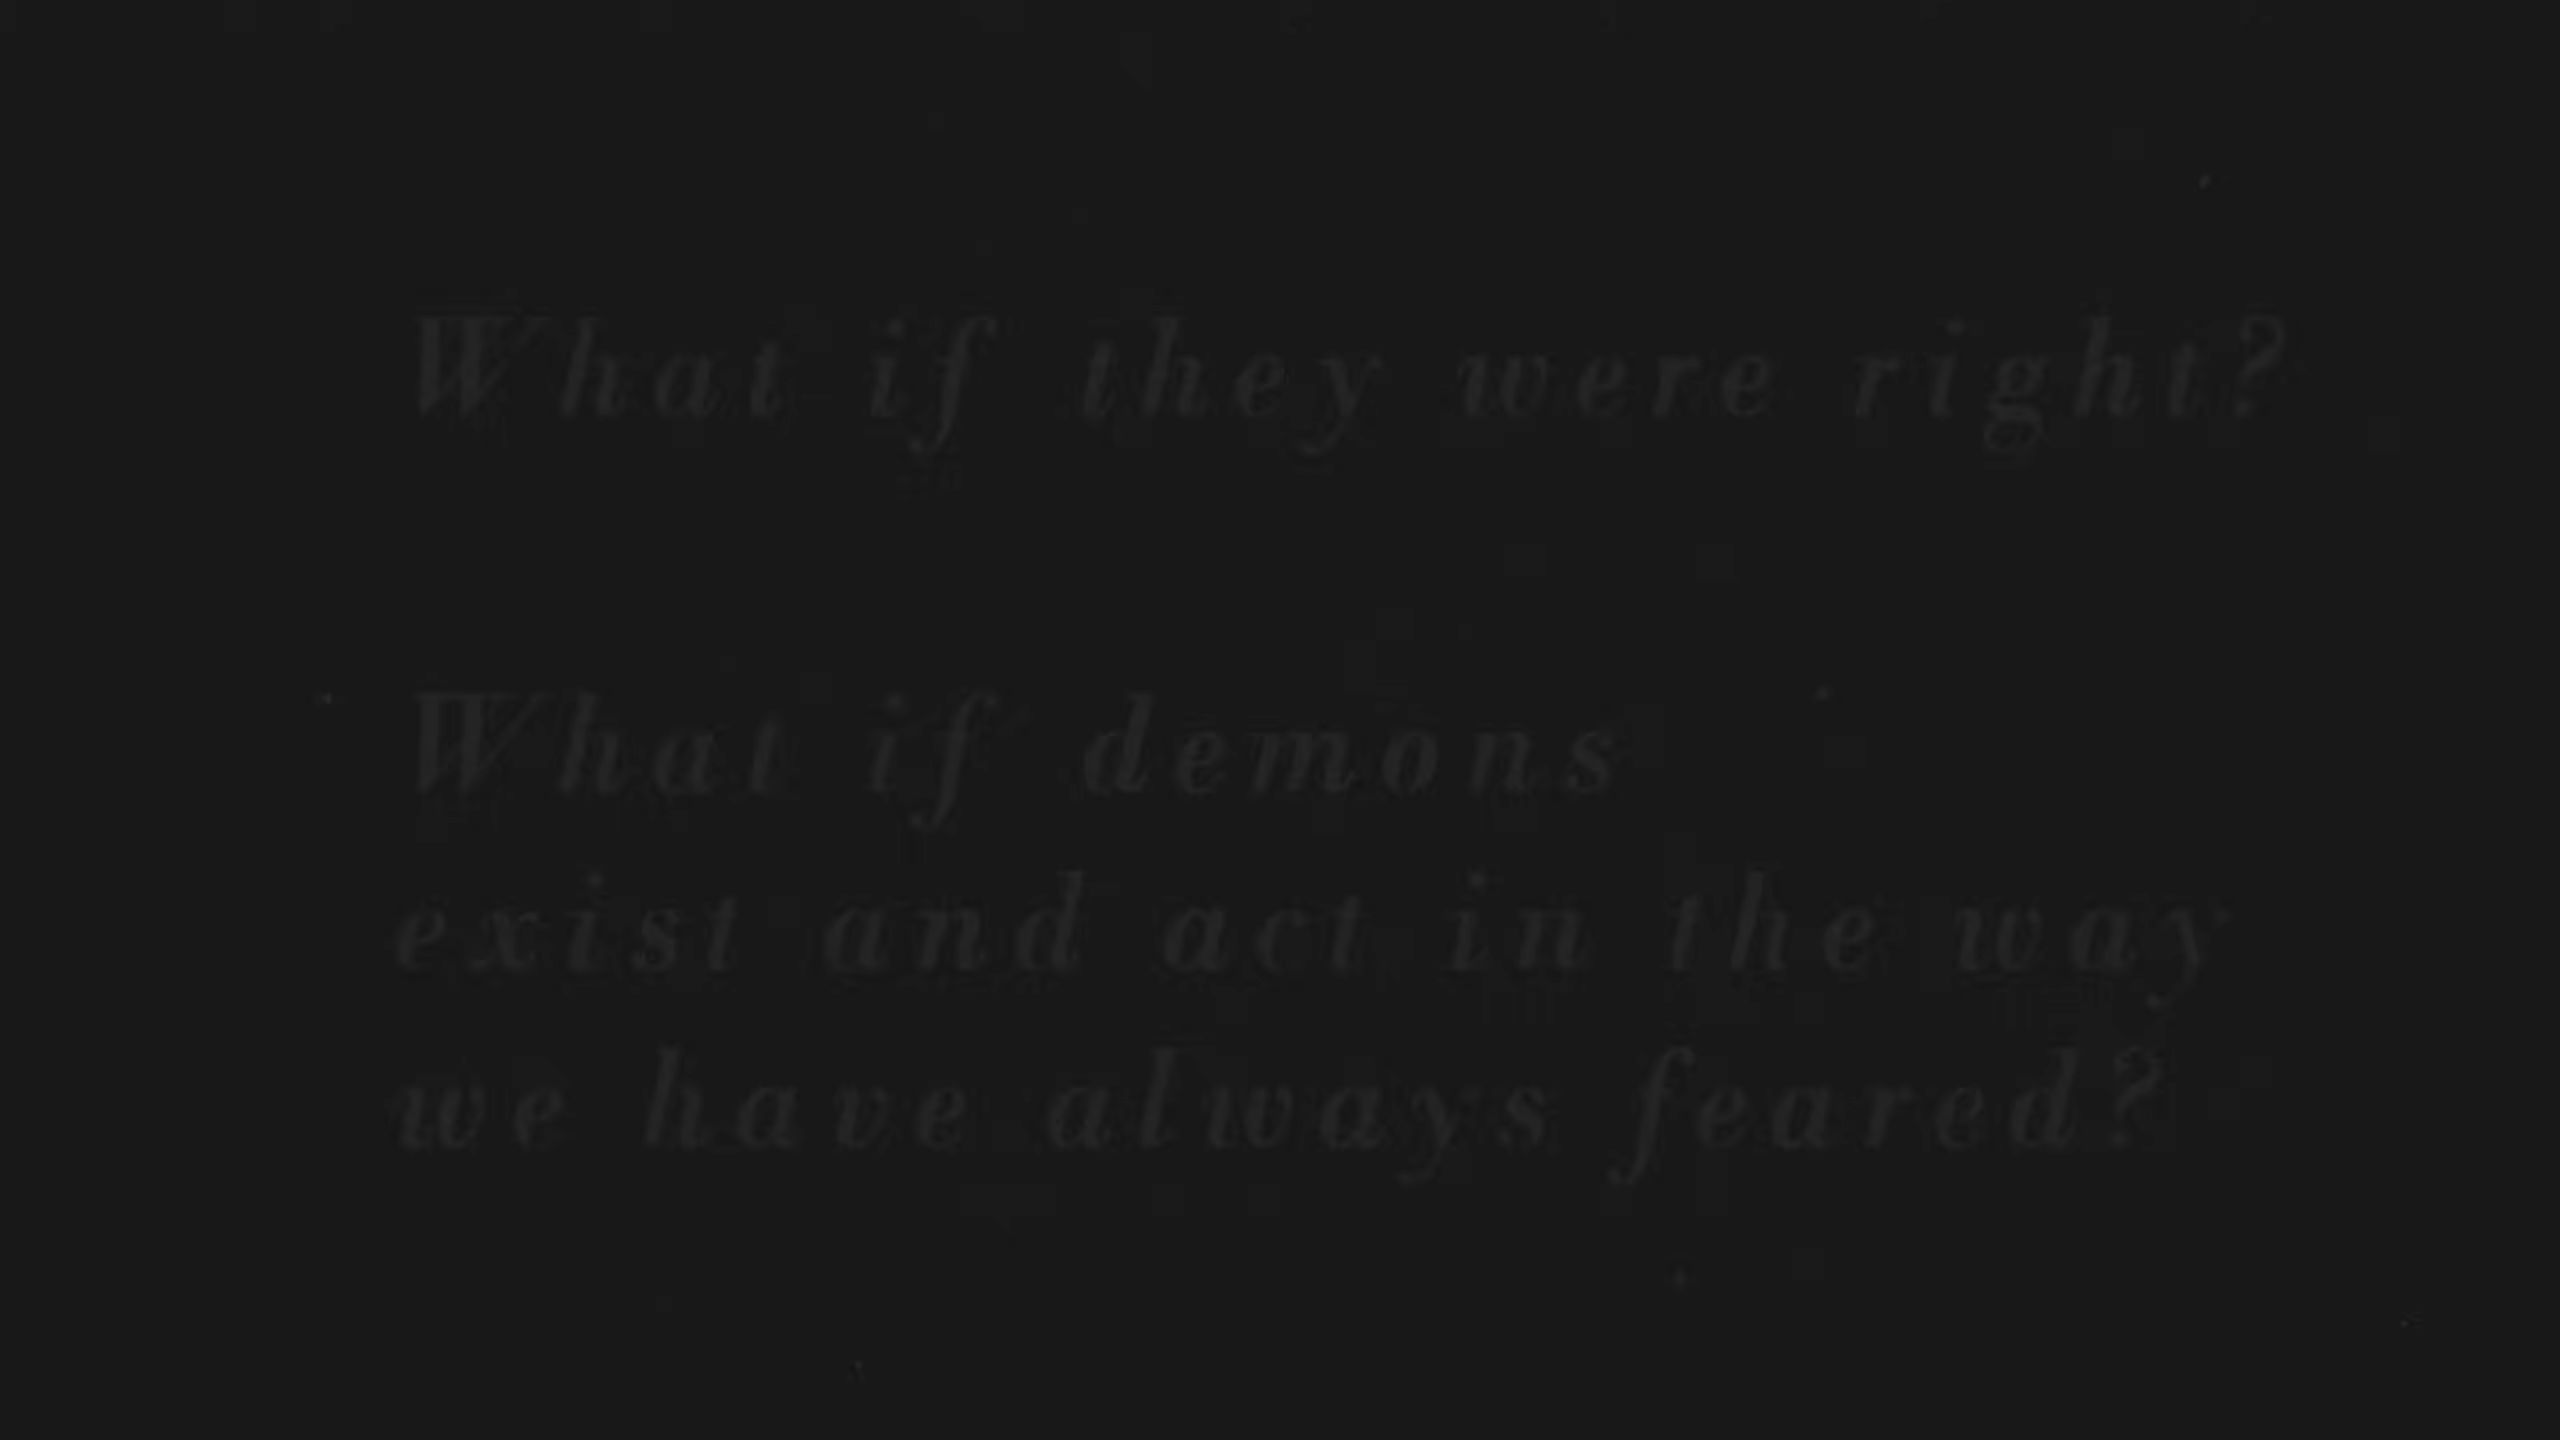 What if they were right?
What if demons
exist and act in the way
we have always feared?